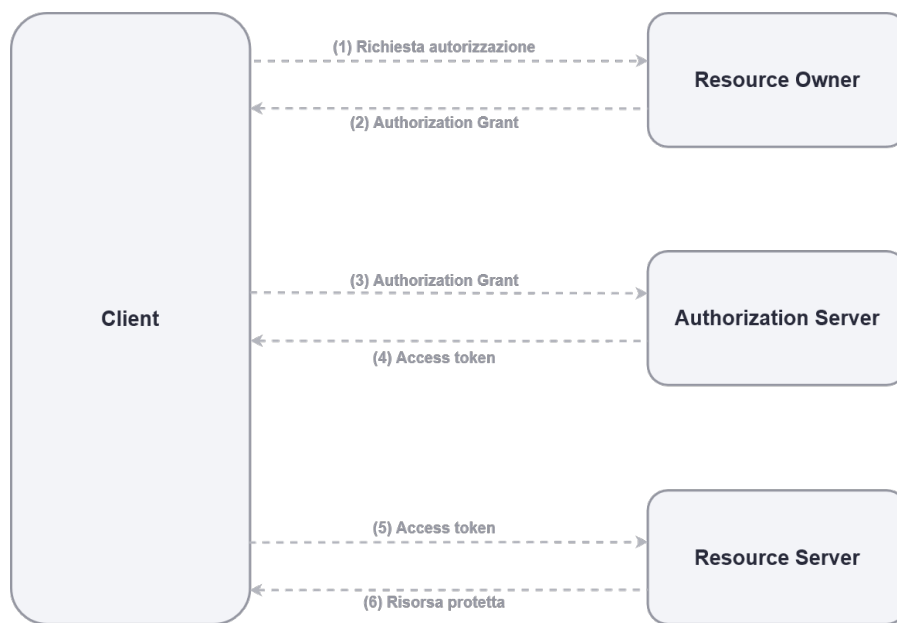 (1) Richiesta autorizzazione
Resource Owner
(2) Authorization Grant
(3) Authorization Grant
Client
Authorization Server
(4) Access token
(5) Access token
Resource Server
(6) Risorsa protetta